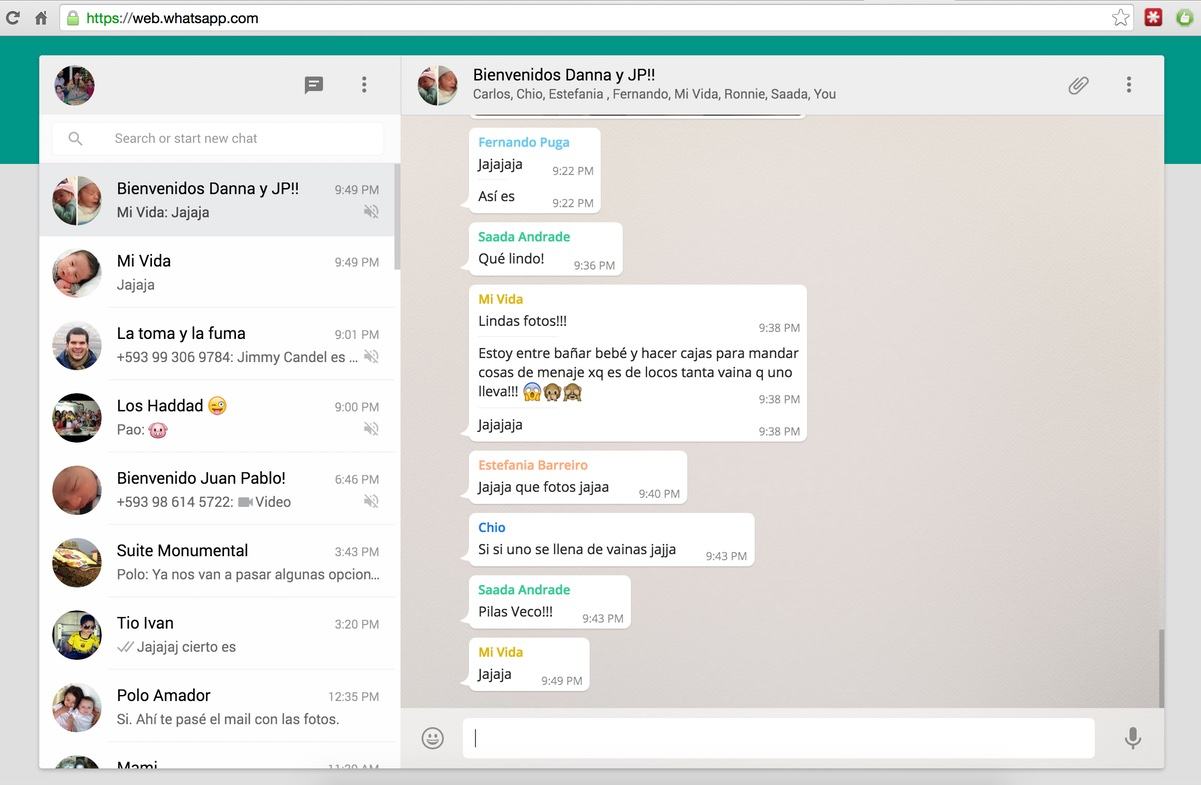 https://web.whatsapp.com
Search or start new chat
Bienvenidos Danna y JP!! 9:49 PM
Mi Vida: Jajaja
Mi Vida 9:49 PM
Jajaja
La toma y la fuma 9:01 PM
+593 99 306 9784: Jimmy Candel es ...
Los Haddad 😜 9:00 PM
Pao: 🐷
Bienvenido Juan Pablo! 6:46 PM
+593 98 614 5722: Video
Suite Monumental 3:43 PM
Polo: Ya nos van a pasar algunas opcion...
Tio Ivan 3:20 PM
Jajajaj cierto es
Polo Amador 12:35 PM
Si. Ahí te pasé el mail con las fotos.
Mami 11:39 AM
Bienvenidos Danna y JP!!
Carlos, Chio, Estefania , Fernando, Mi Vida, Ronnie, Saada, You
Fernando Puga
Jajajaja 9:22 PM
Así es 9:22 PM
Saada Andrade
Qué lindo! 9:36 PM
Mi Vida
Lindas fotos!!! 9:38 PM
Estoy entre bañar bebé y hacer cajas para mandar
cosas de menaje xq es de locos tanta vaina q uno
lleva!!! 😱🙊🙈 9:38 PM
Jajajaja 9:38 PM
Estefania Barreiro
Jajaja que fotos jajaa 9:40 PM
Chio
Si si uno se llena de vainas jajja 9:43 PM
Saada Andrade
Pilas Veco!!! 9:43 PM
Mi Vida
Jajaja 9:49 PM